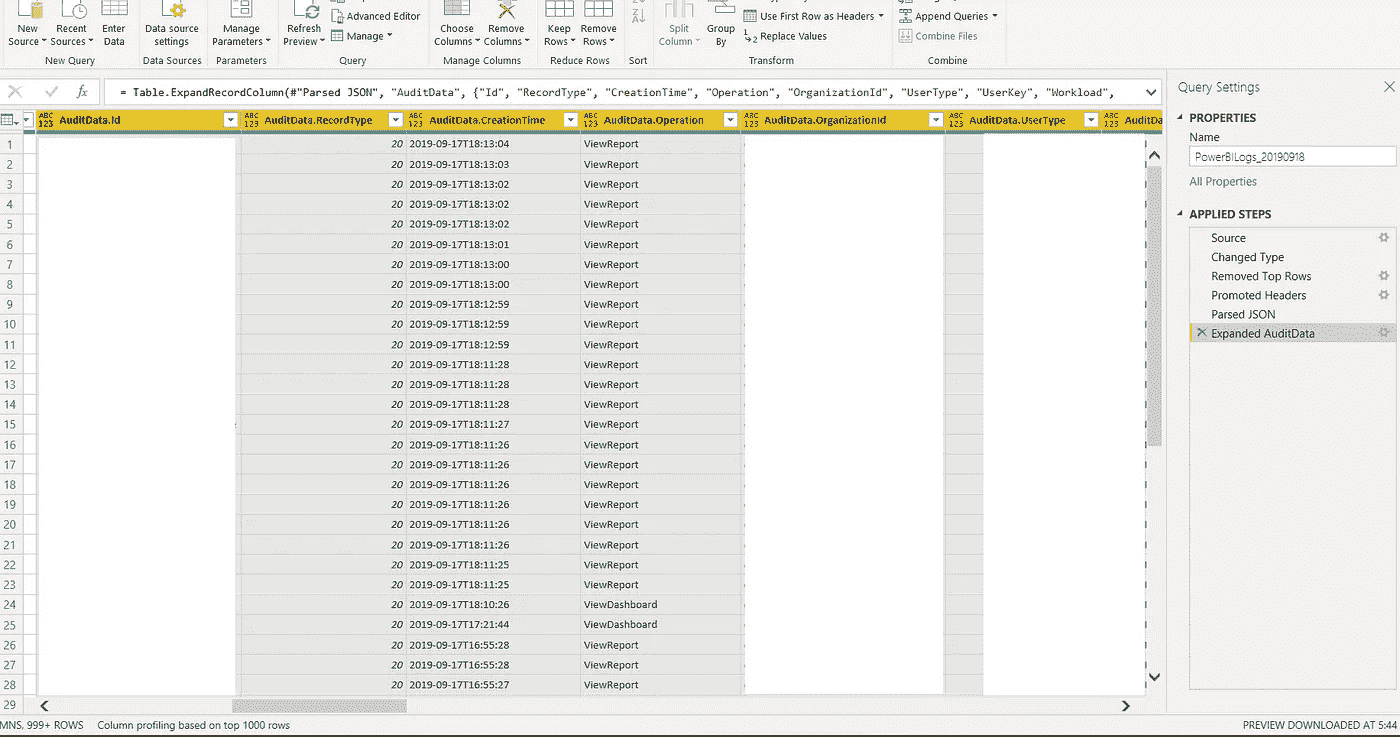 Advanced Editor
Use First Row as Headers
Append Queries
New Source
Recent Sources
Enter Data
Data source settings
Manage Parameters
Refresh Preview
Manage
Choose Columns
Remove Columns
Keep Rows
Remove Rows
Split Column
Group By
1 2 Replace Values
Combine Files
New Query
Data Sources
Parameters
Query
Manage Columns
Reduce Rows
Sort
Transform
Combine
fx = Table.ExpandRecordColumn(#"Parsed JSON", "AuditData", {"Id", "RecordType", "CreationTime", "Operation", "OrganizationId", "UserType", "UserKey", "Workload",
ABC 123 AuditData.Id ABC 123 AuditData.RecordType ABC 123 AuditData.CreationTime ABC 123 AuditData.Operation ABC 123 AuditData.OrganizationId ABC 123 AuditData.UserType ABC 123 AuditDa
1 20 2019-09-17T18:13:04 ViewReport
2 20 2019-09-17T18:13:03 ViewReport
3 20 2019-09-17T18:13:02 ViewReport
4 20 2019-09-17T18:13:02 ViewReport
5 20 2019-09-17T18:13:02 ViewReport
6 20 2019-09-17T18:13:01 ViewReport
7 20 2019-09-17T18:13:00 ViewReport
8 20 2019-09-17T18:13:00 ViewReport
9 20 2019-09-17T18:12:59 ViewReport
10 20 2019-09-17T18:12:59 ViewReport
11 20 2019-09-17T18:12:59 ViewReport
12 20 2019-09-17T18:11:28 ViewReport
13 20 2019-09-17T18:11:28 ViewReport
14 20 2019-09-17T18:11:28 ViewReport
15 20 2019-09-17T18:11:27 ViewReport
16 20 2019-09-17T18:11:26 ViewReport
17 20 2019-09-17T18:11:26 ViewReport
18 20 2019-09-17T18:11:26 ViewReport
19 20 2019-09-17T18:11:26 ViewReport
20 20 2019-09-17T18:11:26 ViewReport
21 20 2019-09-17T18:11:26 ViewReport
22 20 2019-09-17T18:11:25 ViewReport
23 20 2019-09-17T18:11:25 ViewReport
24 20 2019-09-17T18:10:26 ViewDashboard
25 20 2019-09-17T17:21:44 ViewDashboard
26 20 2019-09-17T16:55:28 ViewReport
27 20 2019-09-17T16:55:28 ViewReport
28 20 2019-09-17T16:55:27 ViewReport
29
Query Settings
PROPERTIES
Name
PowerBILogs_20190918
All Properties
APPLIED STEPS
Source
Changed Type
Removed Top Rows
Promoted Headers
Parsed JSON
Expanded AuditData
MNS, 999+ ROWS Column profiling based on top 1000 rows
PREVIEW DOWNLOADED AT 5:44